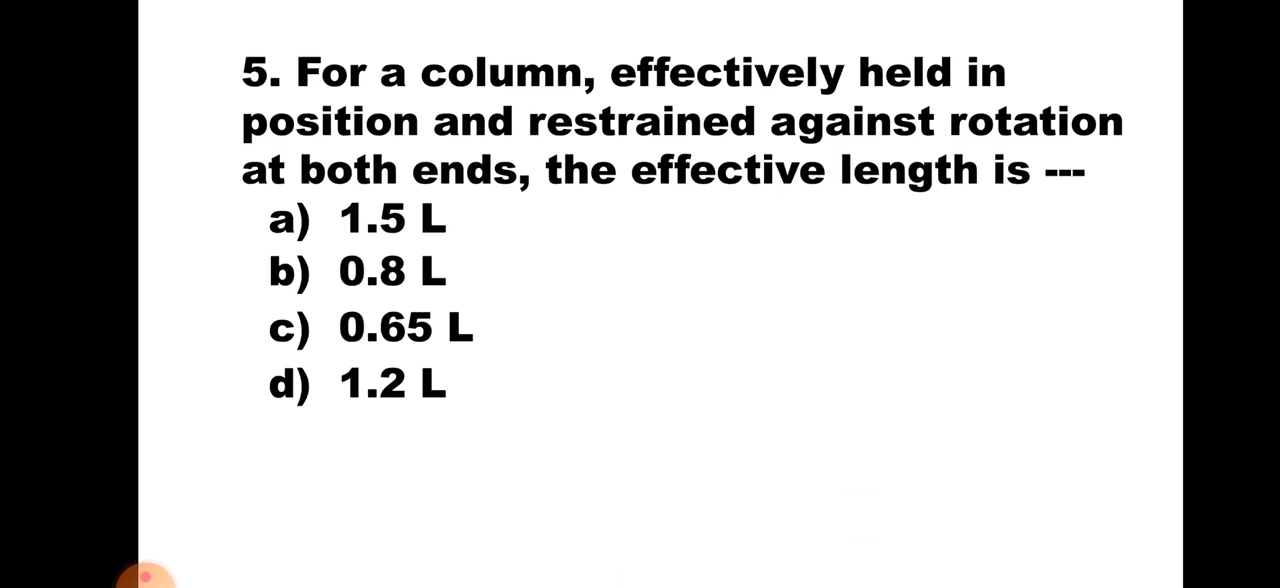 5. For a column, effectively held in
position and restrained against rotation
at both ends, the effective length is ---
a) 1.5 L
b) 0.8 L
c) 0.65 L
d) 1.2 L